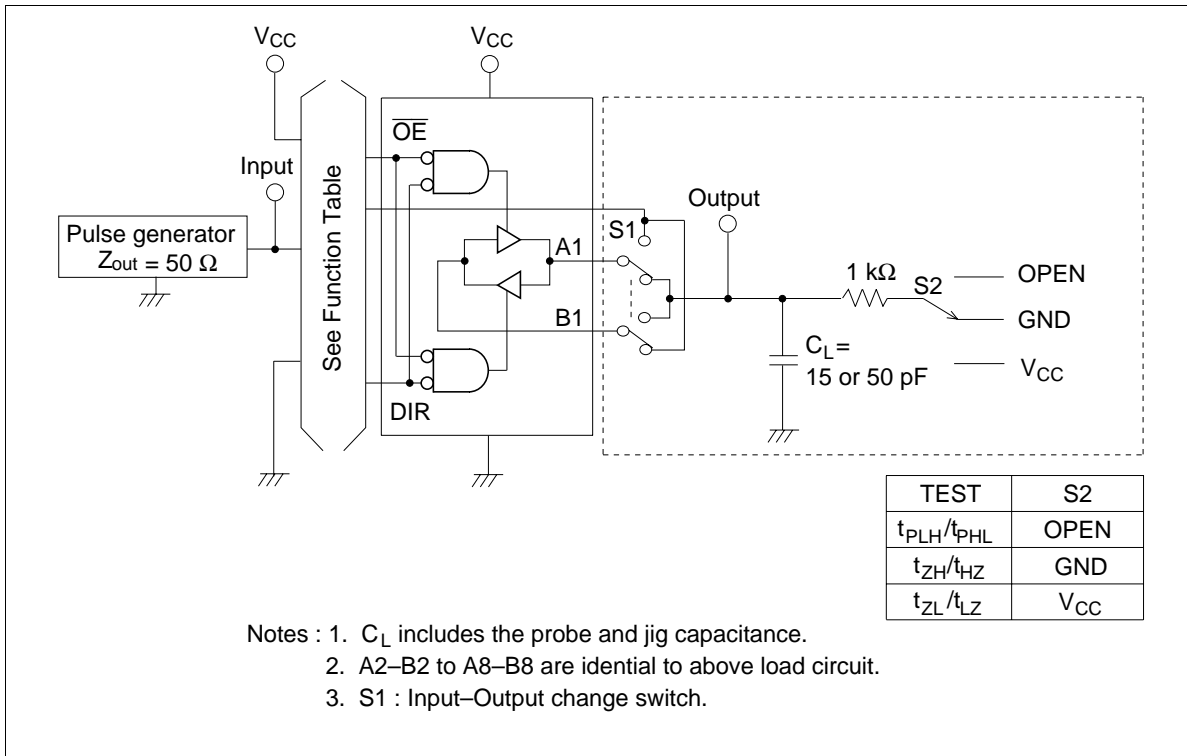 VCC
VCC
OE
Input
Output
See Function Table
Pulse generator
Zout = 50 Ω
S1
A1
1 kΩ
S2
OPEN
GND
B1
CL=
15 or 50 pF
VCC
DIR
TEST S2
tPLH/tPHL OPEN
tZH/tHZ GND
tZL/tLZ VCC
Notes : 1. CL includes the probe and jig capacitance.
2. A2–B2 to A8–B8 are idential to above load circuit.
3. S1 : Input–Output change switch.